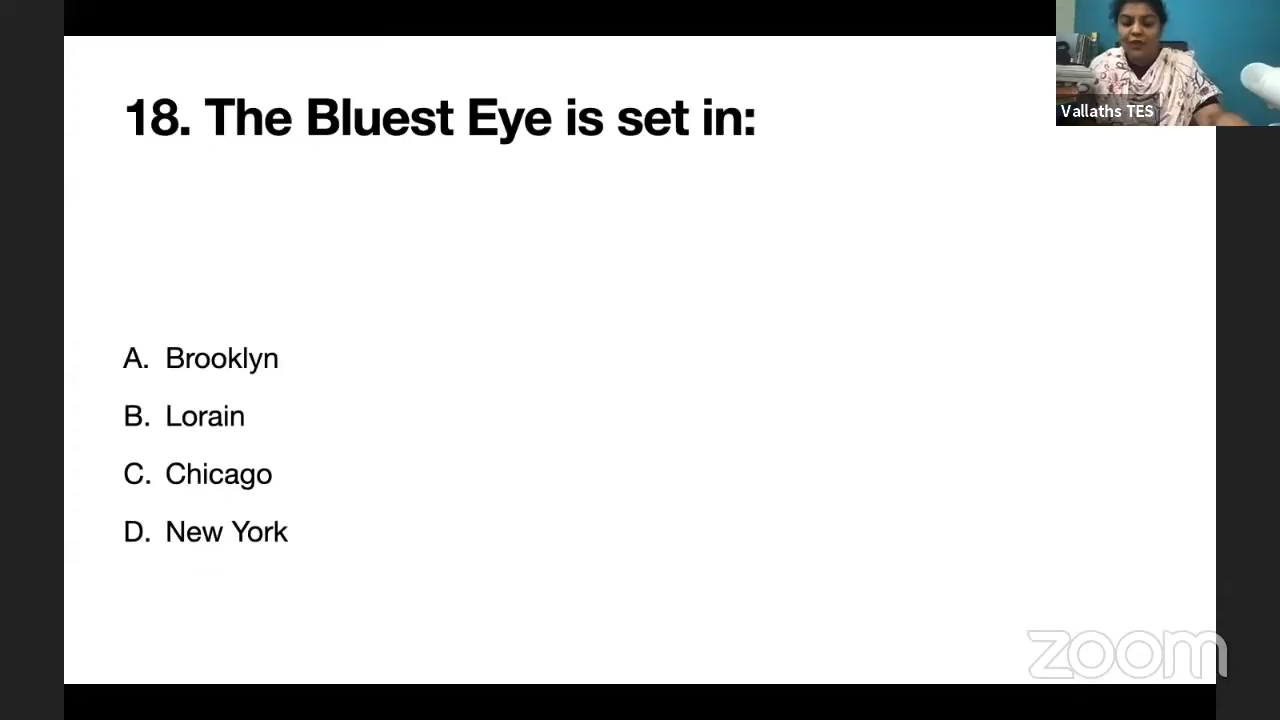 18. The Bluest Eye is set in:
Vallaths TES
A. Brooklyn
B. Lorain
C. Chicago
D. New York
zoom